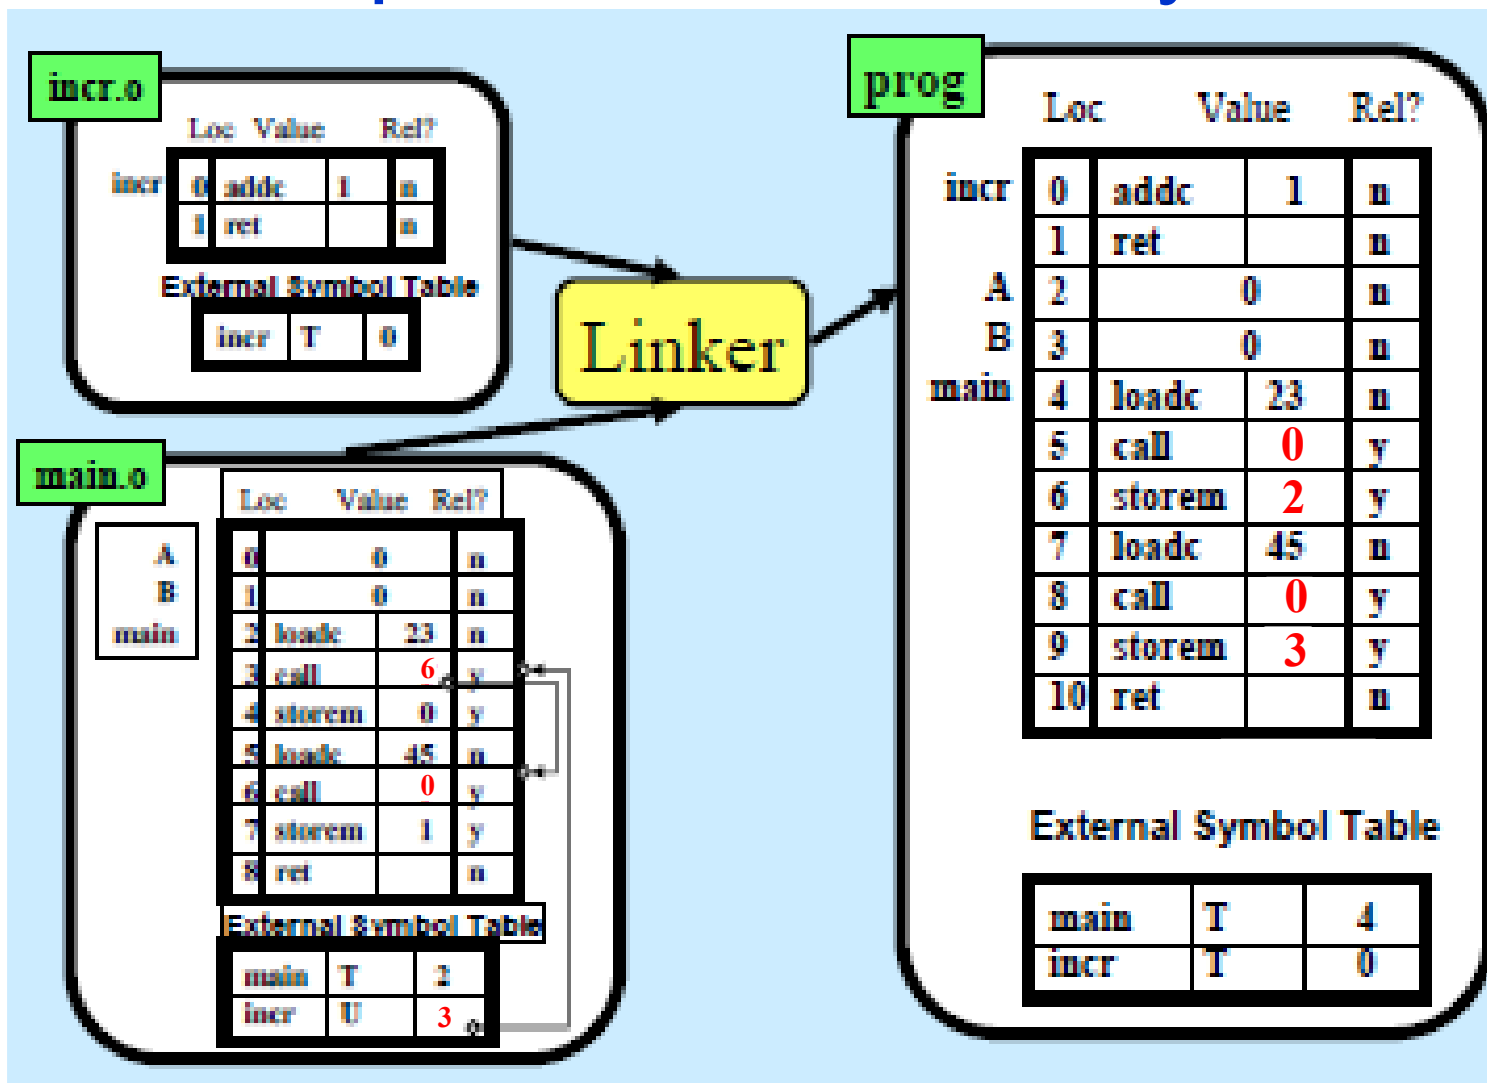 incr.o
Loc Value Rel?
incr 0 addc 1 n
1 ret n
External Symbol Table
incr T 0
main.o
Loc Value Rel?
A 0 0 n
B 1 0 n
main 2 loadc 23 n
3 call 6 y
4 storem 0 y
5 loadc 45 n
6 call 0 y
7 storem 1 y
8 ret n
External Symbol Table
main T 2
incr U 3
Linker
prog
Loc Value Rel?
incr 0 addc 1 n
1 ret n
A 2 0 n
B 3 0 n
main 4 loadc 23 n
5 call 0 y
6 storem 2 y
7 loadc 45 n
8 call 0 y
9 storem 3 y
10 ret n
External Symbol Table
main T 4
incr T 0